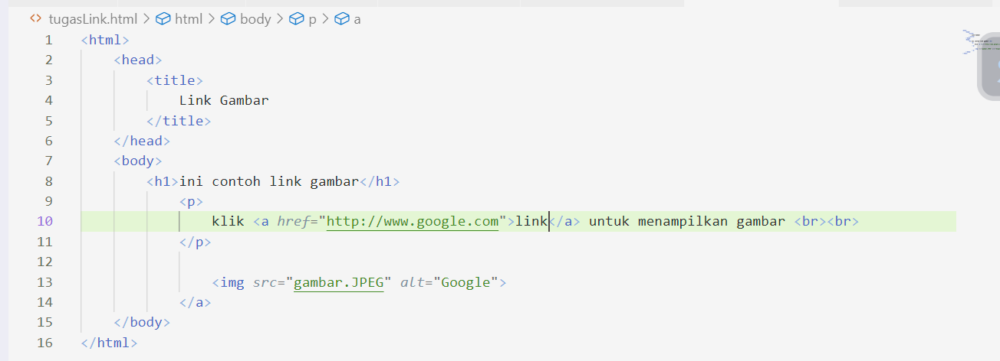 tugasLink.html > html > body > p > a
1 <html>
2 <head>
3 <title>
4 Link Gambar
5 </title>
6 </head>
7 <body>
8 <h1>ini contoh link gambar</h1>
9 <p>
10 klik <a href="http://www.google.com">link</a> untuk menampilkan gambar <br><br>
11 </p>
12
13 <img src="gambar.JPEG" alt="Google">
14 </a>
15 </body>
16 </html>